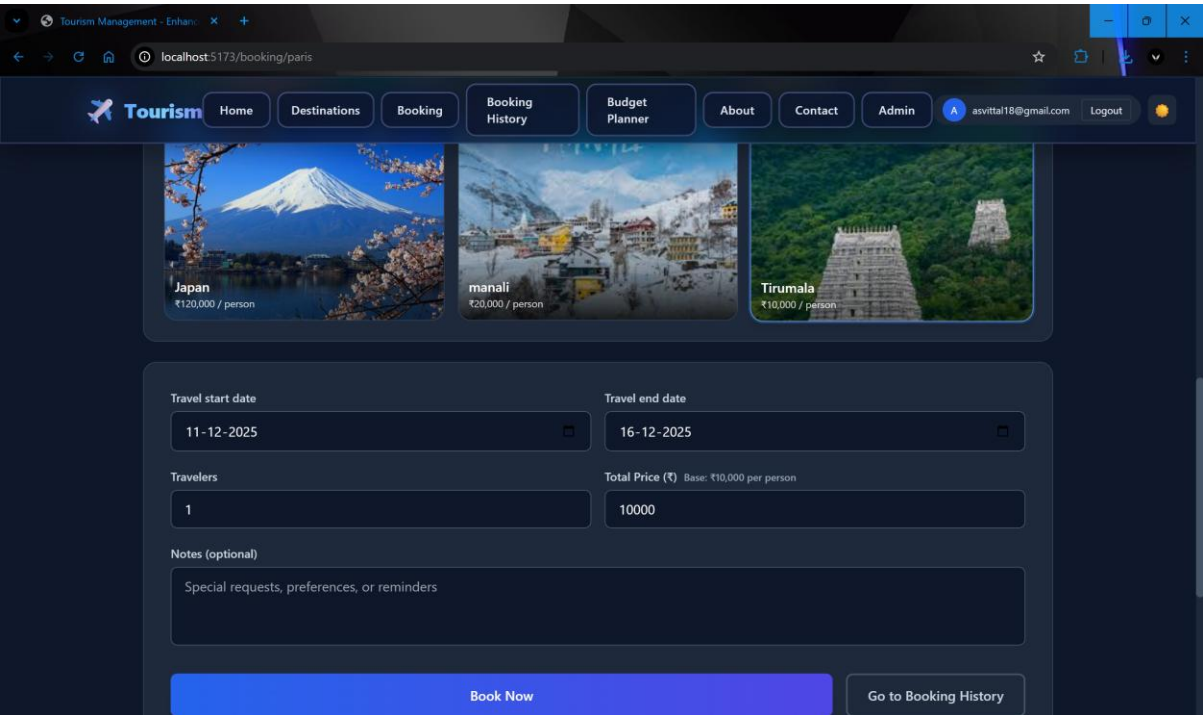 Tourism Management - Enhanc
localhost:5173/booking/paris
Tourism
Home
Destinations
Booking
Booking
History
Budget
Planner
About
Contact
Admin
A
asvittal18@gmail.com
Logout
Japan
₹120,000 / person
manali
₹20,000 / person
Tirumala
₹10,000 / person
Travel start date
Travel end date
11-12-2025
16-12-2025
Travelers
Total Price (₹) Base: ₹10,000 per person
1
10000
Notes (optional)
Special requests, preferences, or reminders
Book Now
Go to Booking History